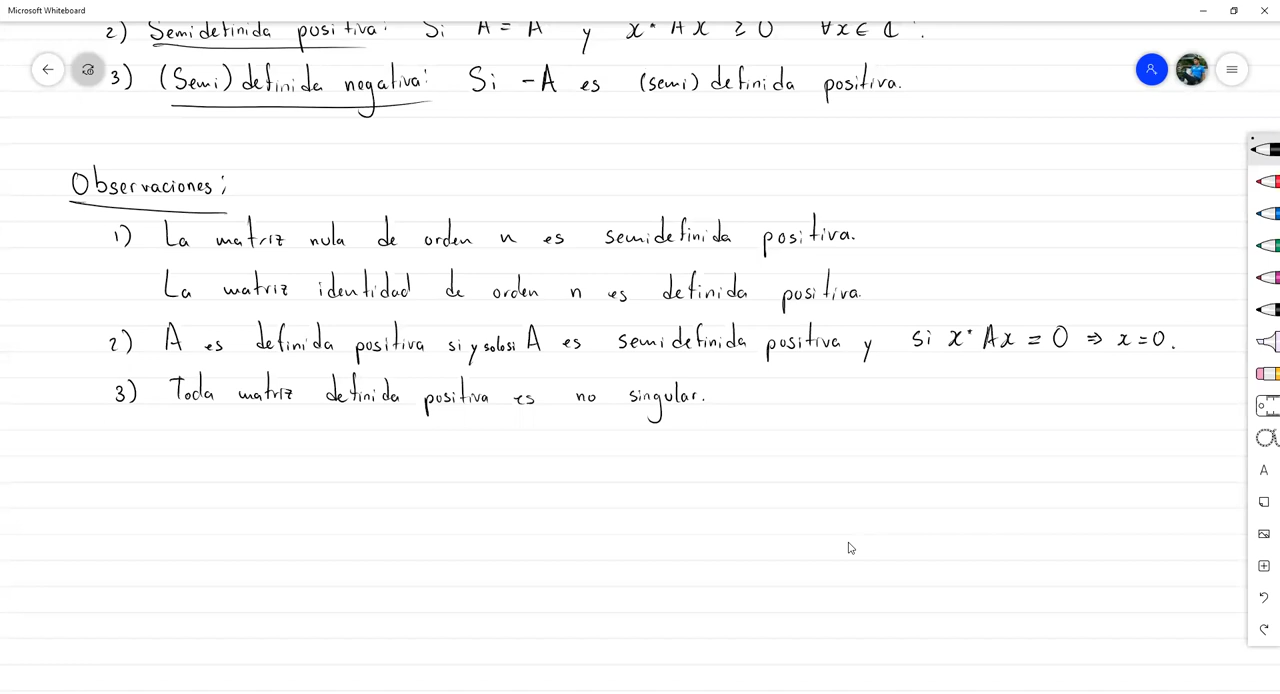 Microsoft Whiteboard
2) Semidefinida positiva: Si A = A y x* Ax ≥ 0 ∀x ∈ ℂ :
3) (Semi) definida negativa: Si -A es (semi) definida positiva.
Observaciones:
1) La matriz nula de orden n es semidefinida positiva.
La matriz identidad de orden n es definida positiva.
2) A es definida positiva si y solo si A es semidefinida positiva y si x* Ax = 0 ⇒ x = 0.
3) Toda matriz definida positiva es no singular.
A